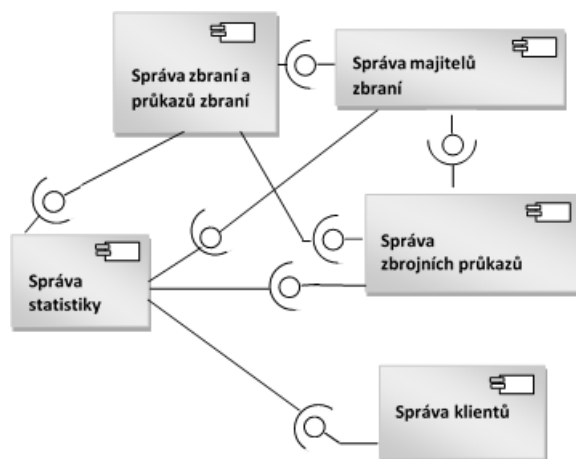 Správa zbraní a
průkazů zbraní
Správa majitelů
zbraní
Správa
statistiky
Správa
zbrojních průkazů
Správa klientů